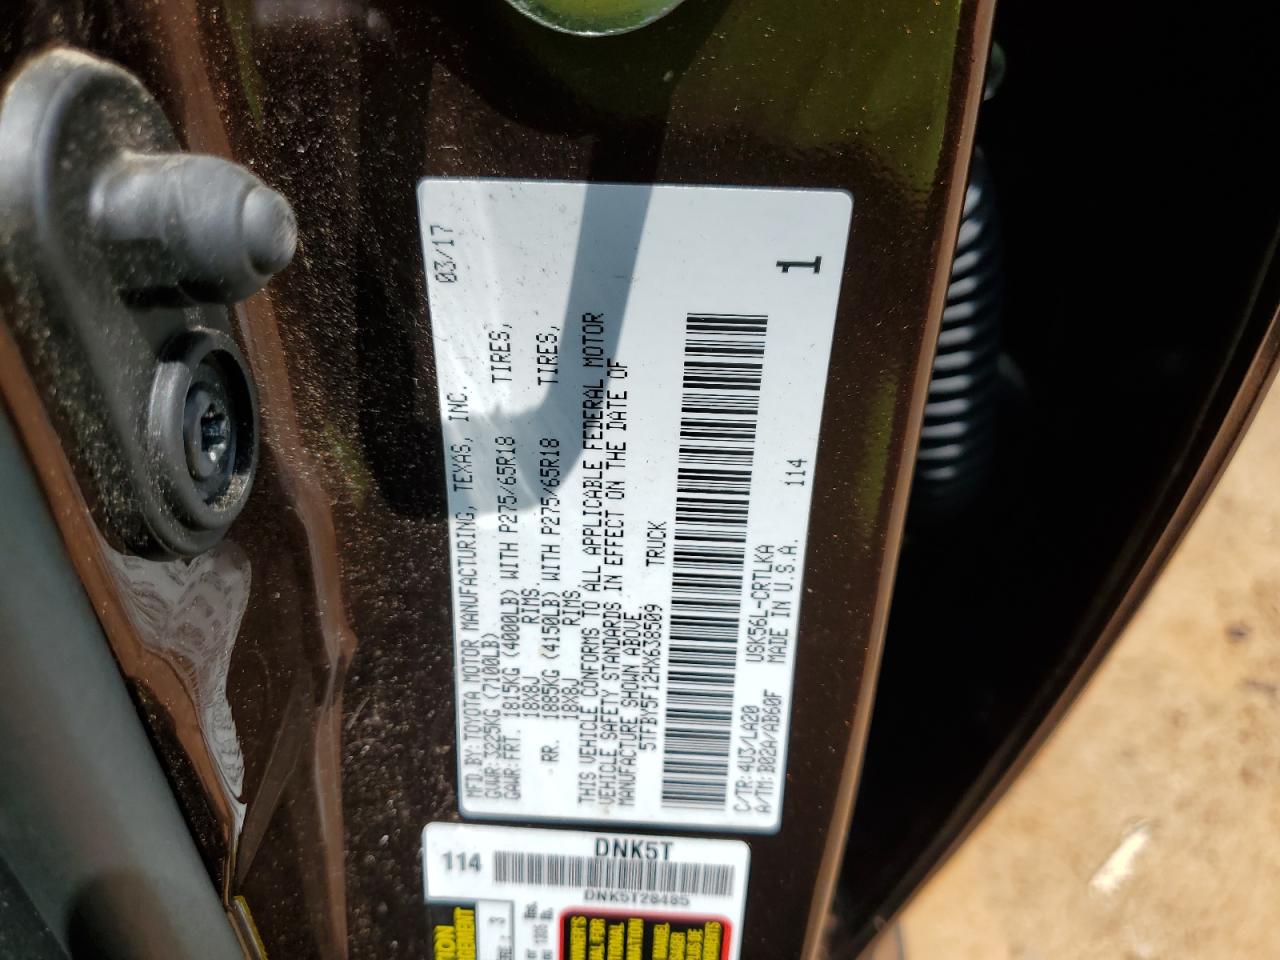 MFD.BY:TOYOTA MOTOR MANUFACTURING, TEXAS, INC. 03/17
GVWR:3225KG (7100LB)
GAWR:FRT. 1815KG (4000LB) WITH P275/65R18 TIRES,
18X8J RIMS,
RR. 1885KG (4150LB) WITH P275/65R18 TIRES,
18X8J RIMS
THIS VEHICLE CONFORMS TO ALL APPLICABLE FEDERAL MOTOR
VEHICLE SAFETY STANDARDS IN EFFECT ON THE DATE OF
MANUFACTURE SHOWN ABOVE
5TFBY5F12HX638509 TRUCK
C/TR:4U3/LA20 USK56L-CRTLKA 114
A/TM:B02A/AB60F MADE IN U.S.A.
1
DNK5T
114
DNK5T28485